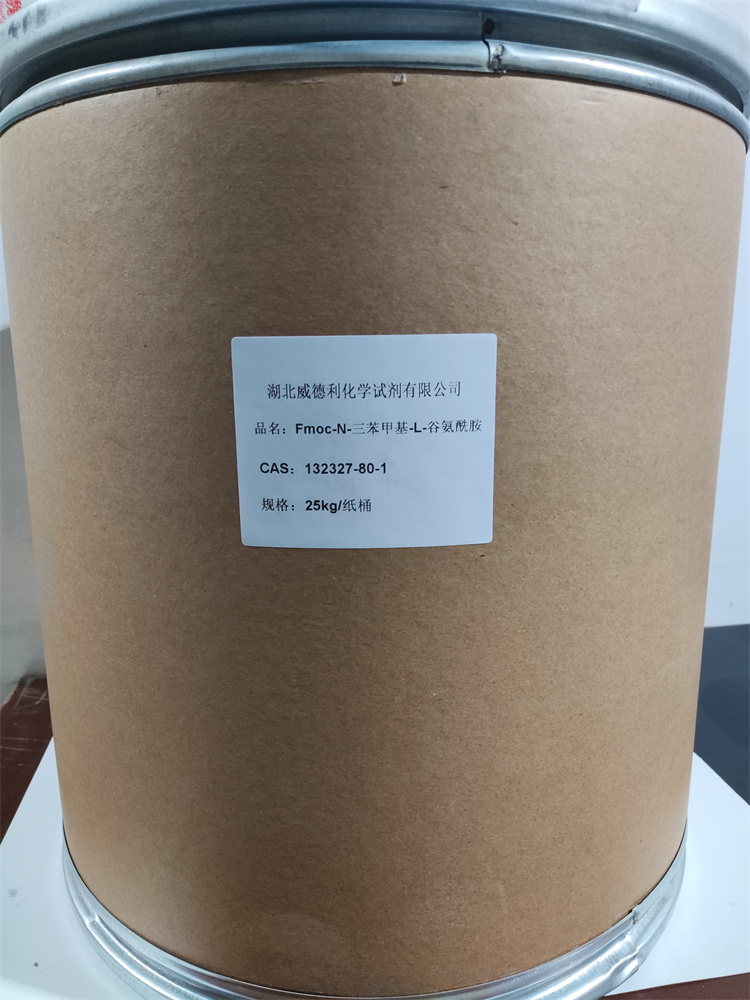 湖北威德利化学试剂有限公司
品名：Fmoc-N-三苯甲基-L-谷氨酰胺
CAS：132327-80-1
规格：25kg/纸桶